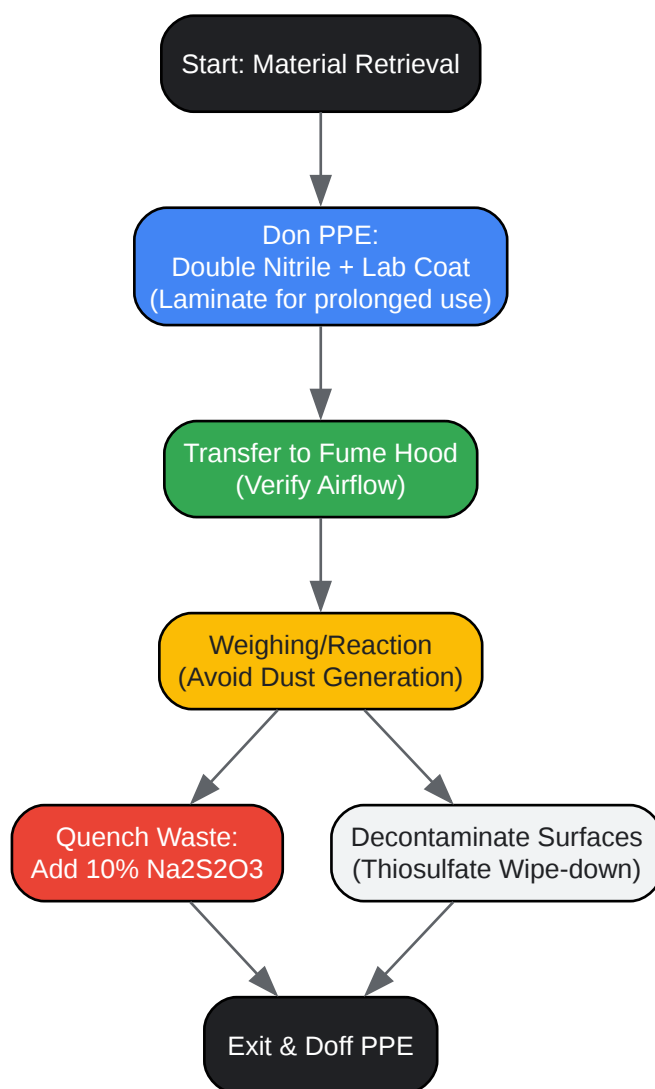 Start: Material Retrieval
Don PPE:
Double Nitrile + Lab Coat
(Laminate for prolonged use)
Transfer to Fume Hood
(Verify Airflow)
Weighing/Reaction
(Avoid Dust Generation)
Quench Waste:
Add 10% Na2S2O3
Decontaminate Surfaces
(Thiosulfate Wipe-down)
Exit & Doff PPE